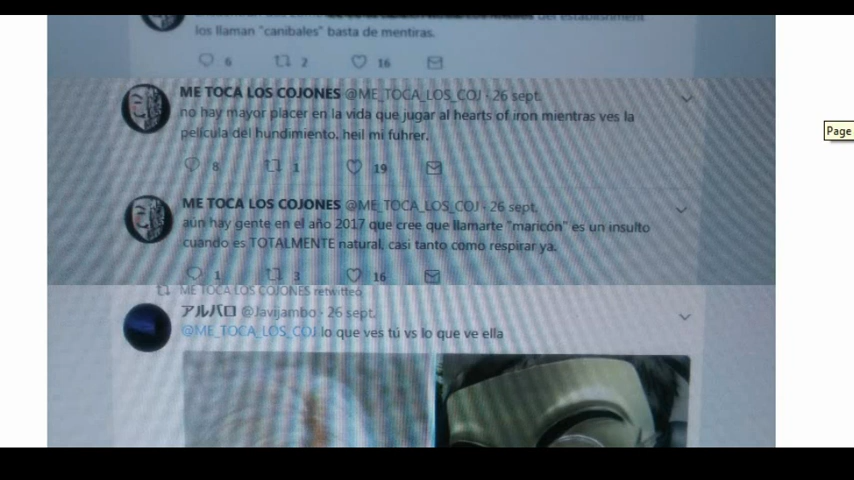 del establishment
los llaman "canibales" basta de mentiras.
6 2 16
ME TOCA LOS COJONES @ME_TOCA_LOS_COJ · 26 sept.
no hay mayor placer en la vida que jugar al hearts of iron mientras ves la
película del hundimiento, heil mi fuhrer.
8 1 19
ME TOCA LOS COJONES @ME_TOCA_LOS_COJ · 26 sept.
aún hay gente en el año 2017 que cree que llamarte "maricón" es un insulto
cuando es TOTALMENTE natural, casi tanto como respirar ya.
1 3 16
ME TOCA LOS COJONES retwitteó
アルバロ @Javijambo · 26 sept.
@ME_TOCA_LOS_COJ lo que ves tú vs lo que ve ella
Page